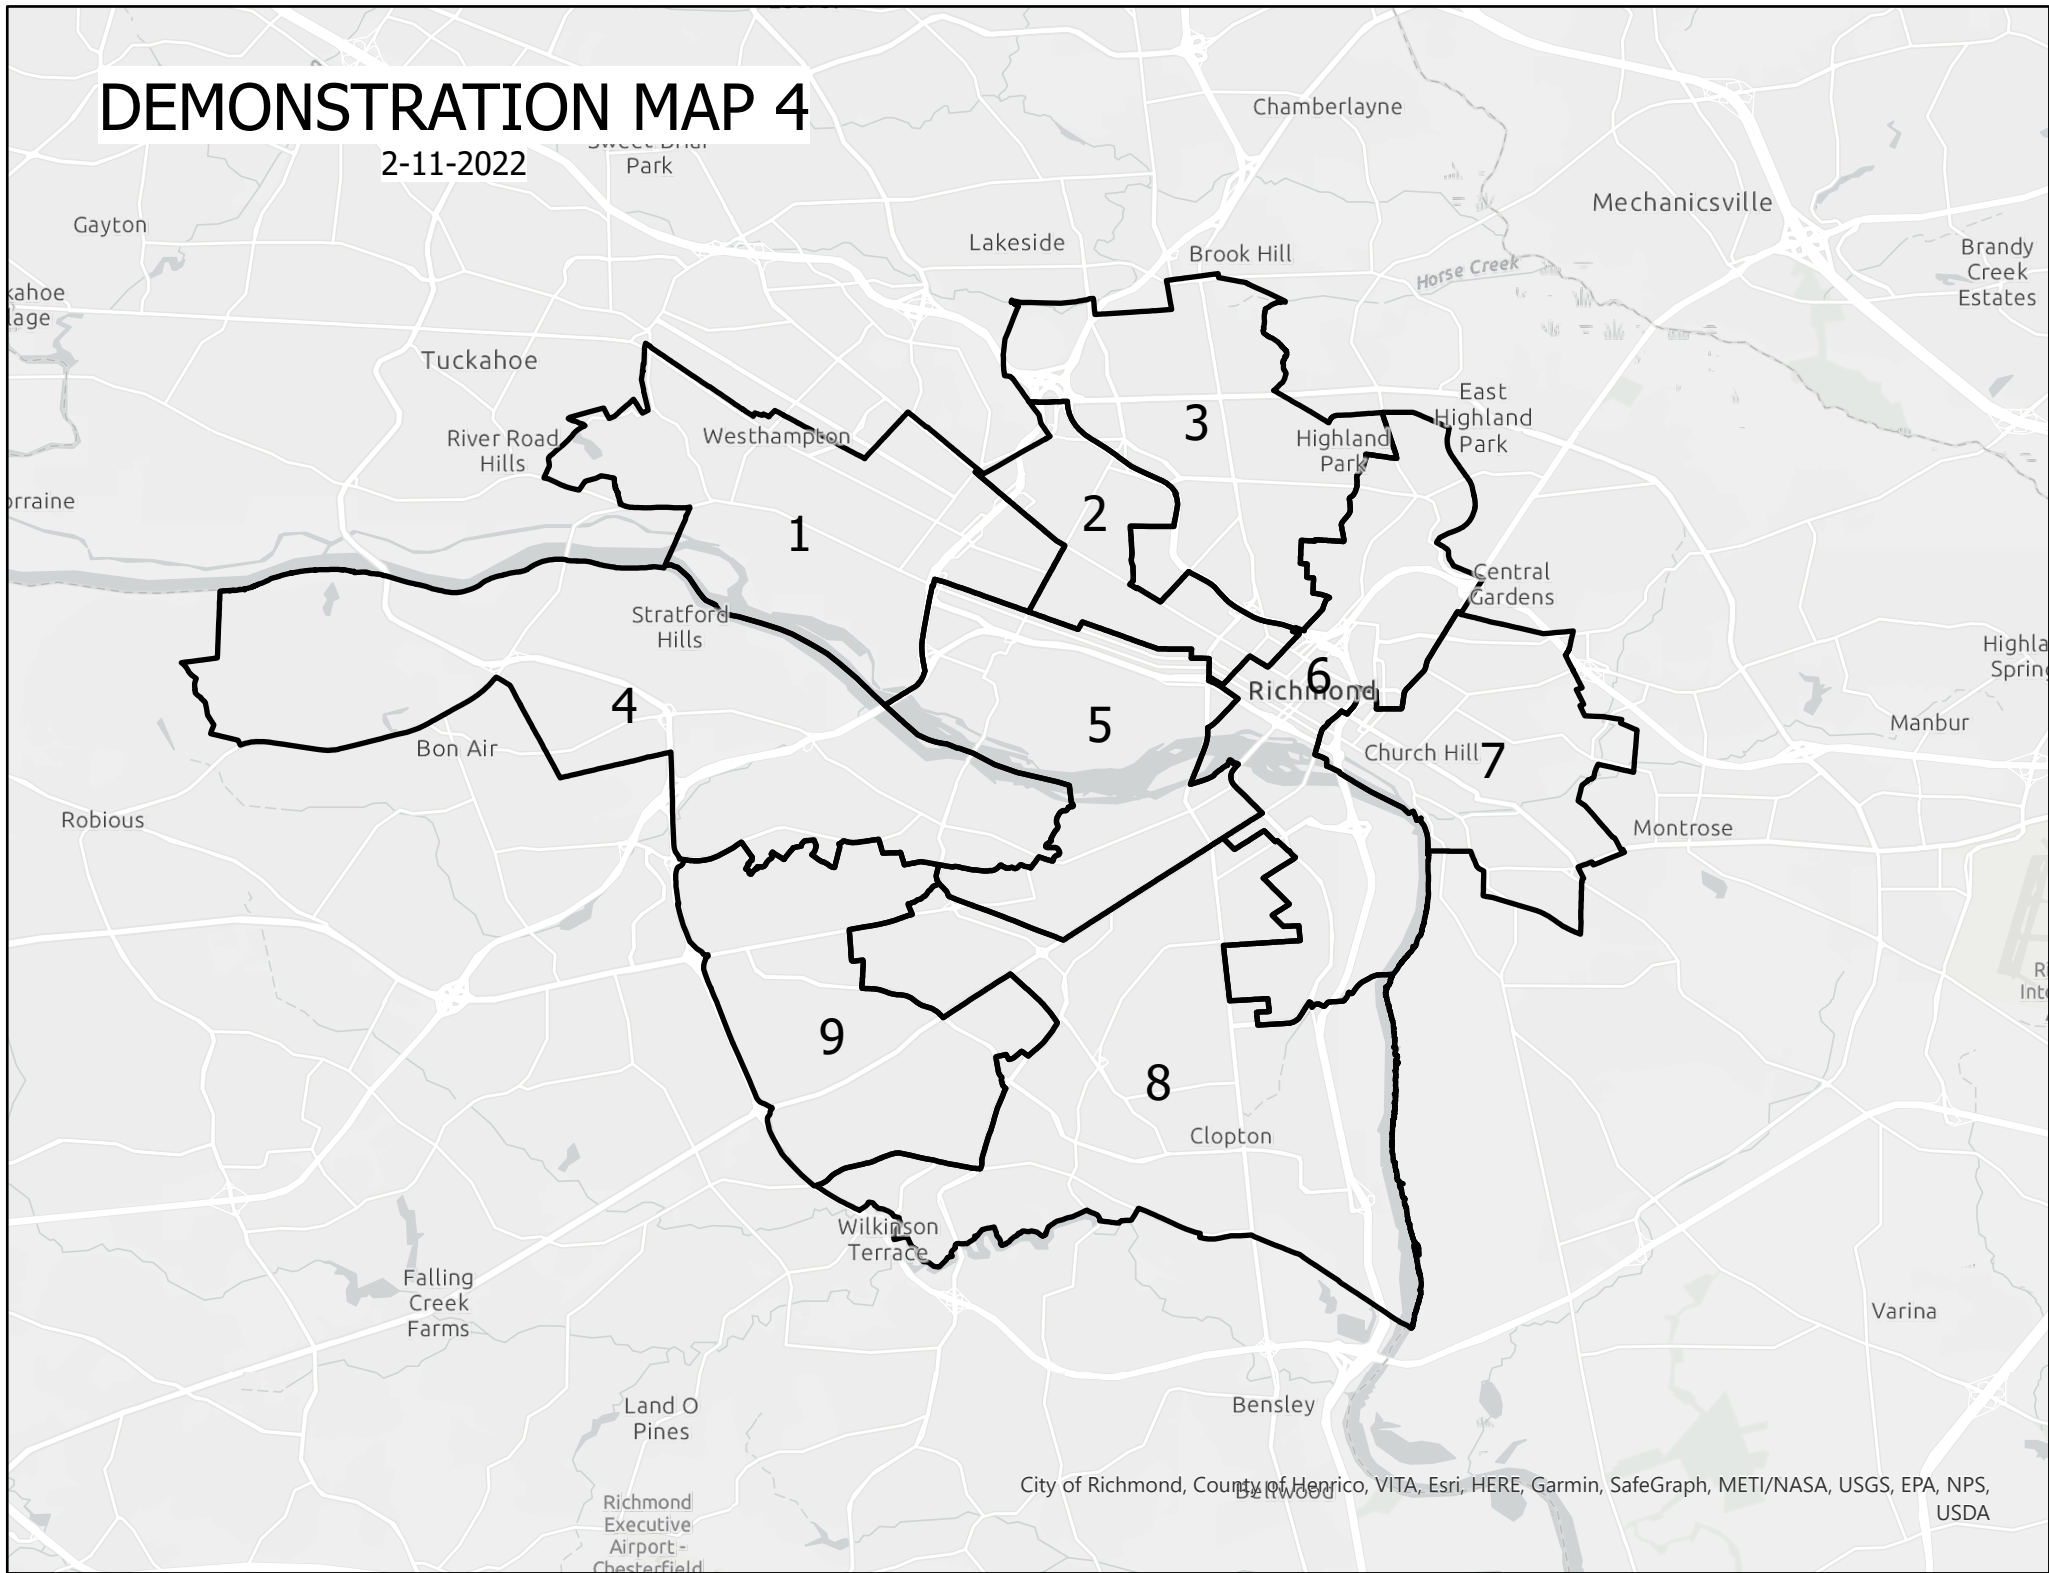 DEMONSTRATION MAP 4
2-11-2022
Park
Chamberlayne
Mechanicsville
Gayton
Lakeside
Brook Hill
Brandy
Creek
Estates
Horse Creek
Tuckahoe
East
Highland
Park
River Road
Hills
Westhampton
3
Highland
Park
2
1
Central
Gardens
Stratford
Hills
6
Richmond
4
5
Bon Air
Church Hill
7
Manbur
Robious
Montrose
9
8
Clopton
Wilkinson
Terrace
Falling
Creek
Farms
Varina
Land O
Pines
Bensley
City of Richmond, County of Henrico, VITA, Esri, HERE, Garmin, SafeGraph, METI/NASA, USGS, EPA, NPS,
USDA
Bellwood
Richmond
Executive
Airport -
Chesterfield